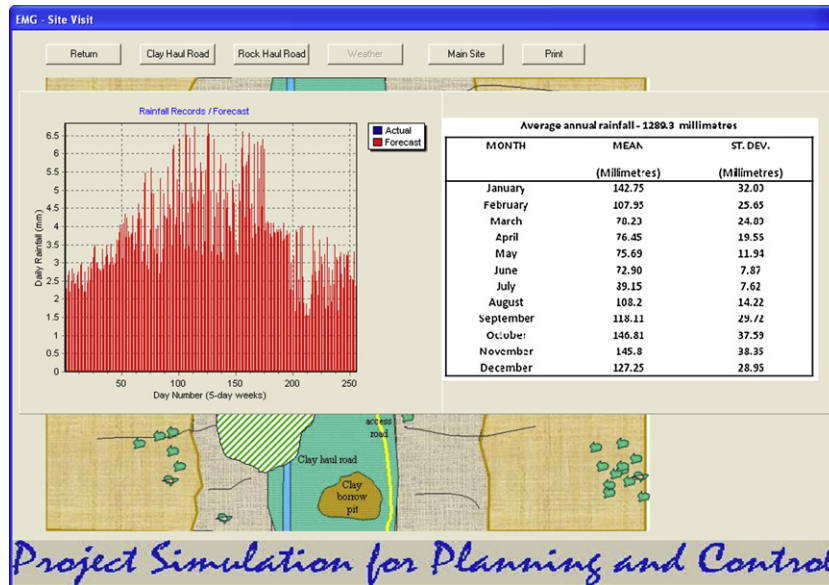 EMG - Site Visit
Return Clay Haul Road Rock Haul Road Weather Main Site Print
Rainfall Records / Forecast
Actual
Forecast
Daily Rainfall (mm)
6.5
6
5.5
5
4.5
4
3.5
3
2.5
2
1.5
1
0.5
0
50 100 150 200 250
Day Number (5-day weeks)
Average annual rainfall - 1289.3 millimetres
MONTH MEAN ST. DEV.
(Millimetres) (Millimetres)
January 142.75 32.00
February 107.95 25.65
March 78.23 24.89
April 76.45 19.56
May 75.69 11.94
June 72.90 7.87
July 89.15 7.62
August 108.2 14.22
September 118.11 29.72
October 146.81 37.59
November 145.8 38.35
December 127.25 28.95
access
road
Clay haul road
Clay
borrow
pit
Project Simulation for Planning and Control